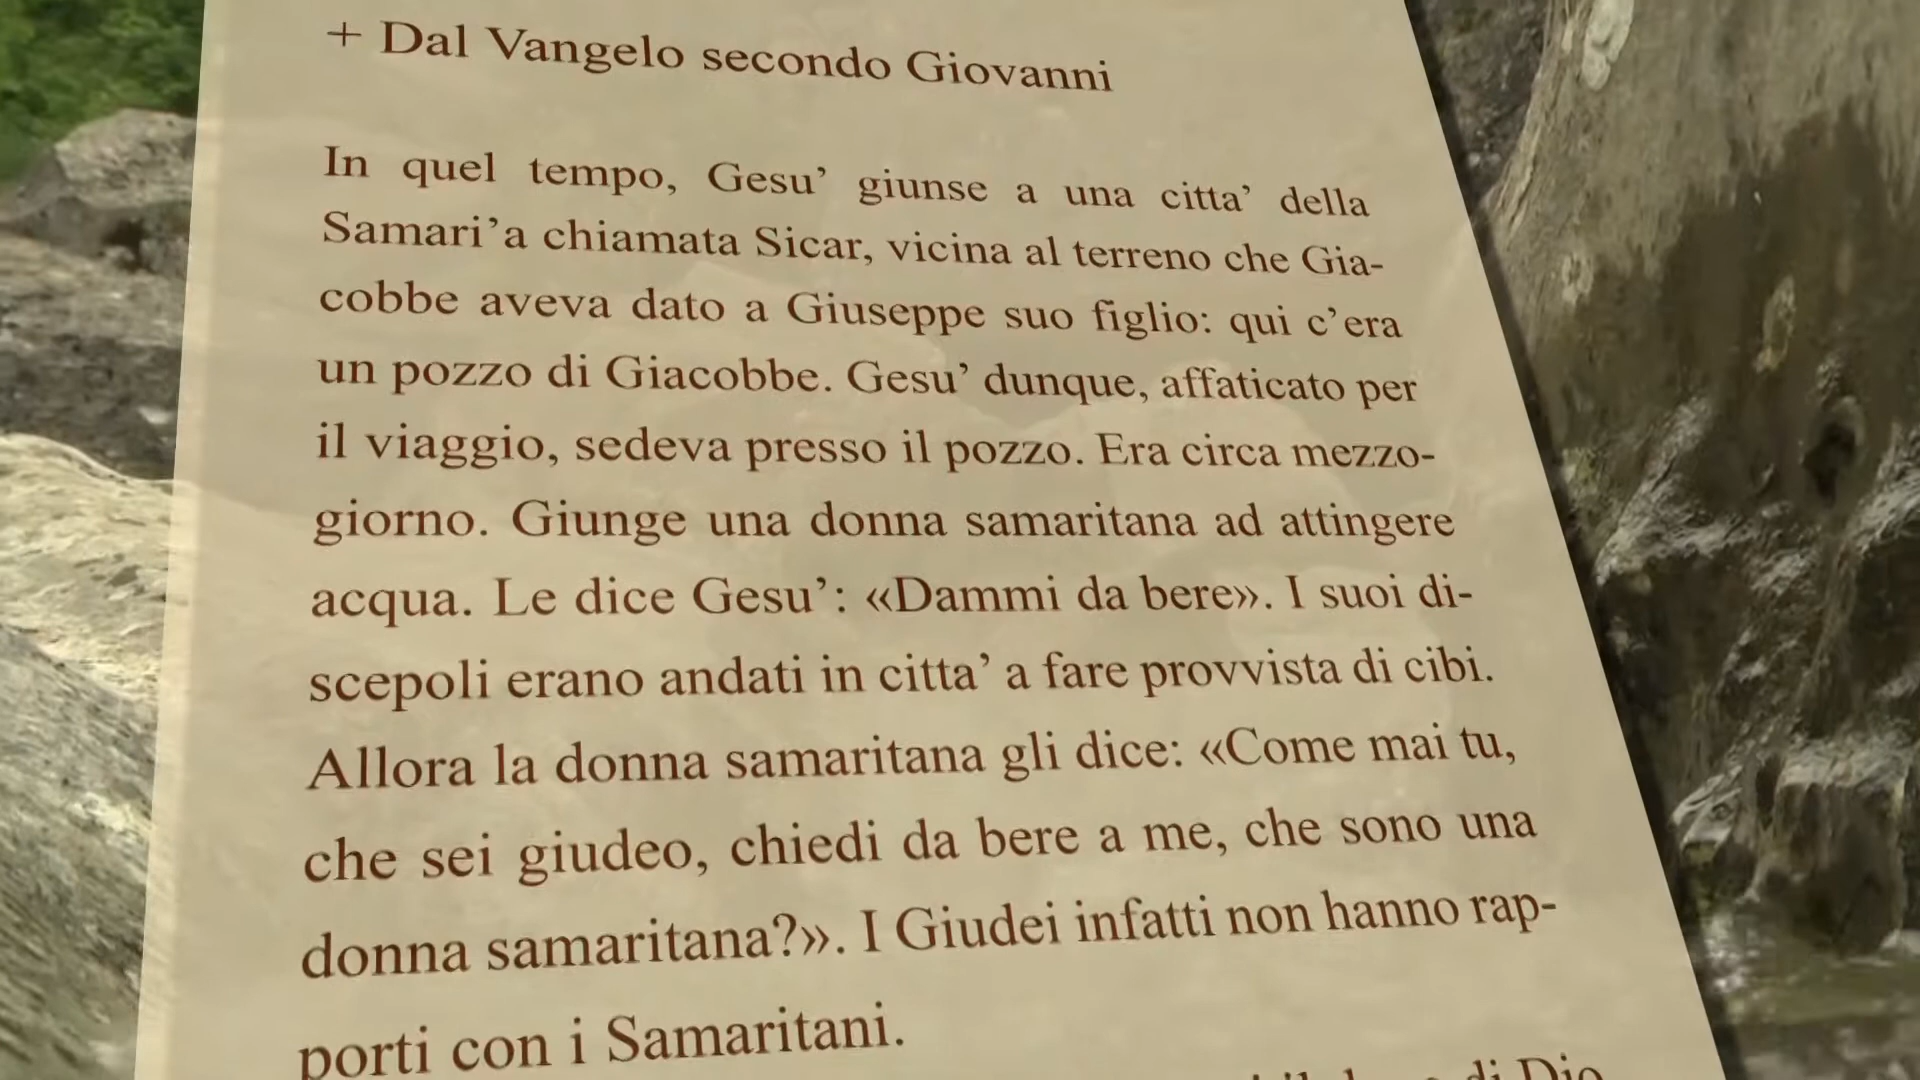 + Dal Vangelo secondo Giovanni
In quel tempo, Gesu’ giunse a una citta’ della
Samari’a chiamata Sicar, vicina al terreno che Gia-
cobbe aveva dato a Giuseppe suo figlio: qui c’era
un pozzo di Giacobbe. Gesu’ dunque, affaticato per
il viaggio, sedeva presso il pozzo. Era circa mezzo-
giorno. Giunge una donna samaritana ad attingere
acqua. Le dice Gesu’: «Dammi da bere». I suoi di-
scepoli erano andati in citta’ a fare provvista di cibi.
Allora la donna samaritana gli dice: «Come mai tu,
che sei giudeo, chiedi da bere a me, che sono una
donna samaritana?». I Giudei infatti non hanno rap-
porti con i Samaritani.
di Dio